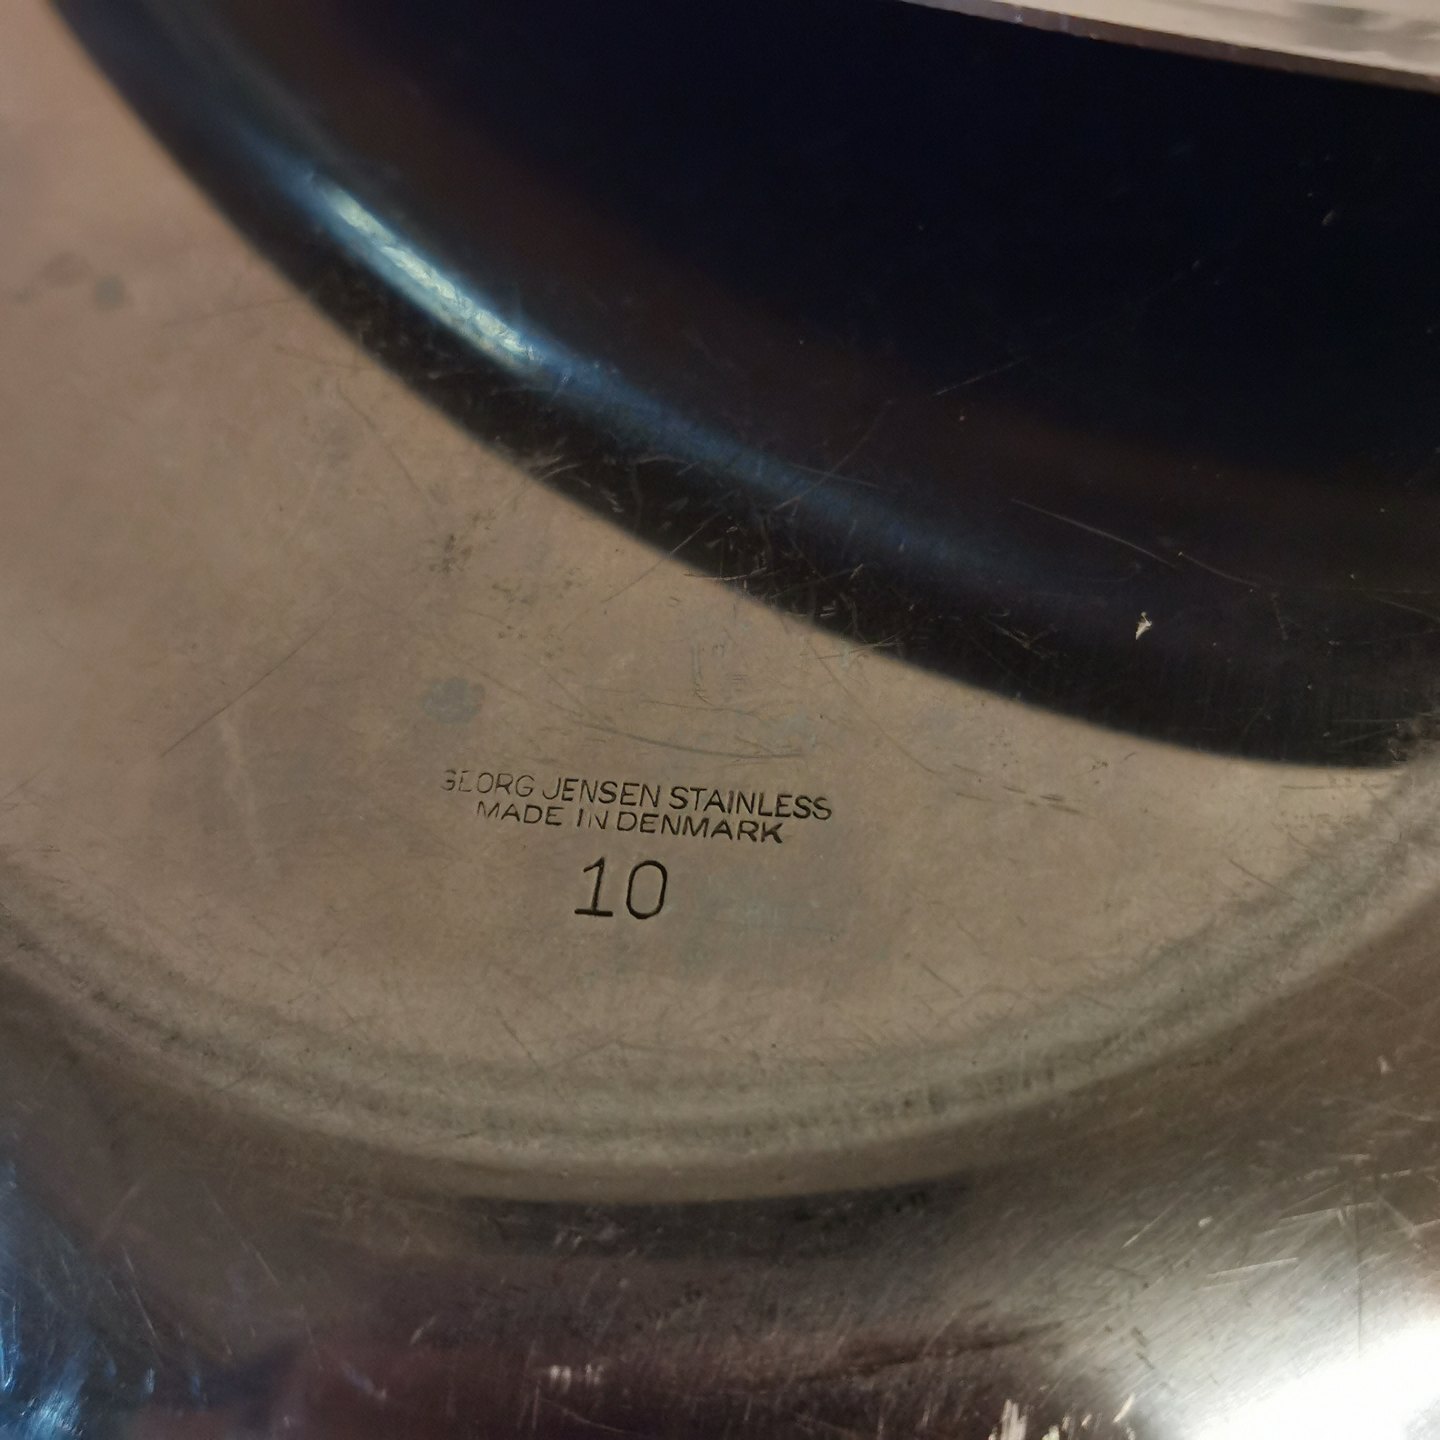 GEORG JENSEN STAINLESS
MADE IN DENMARK
10